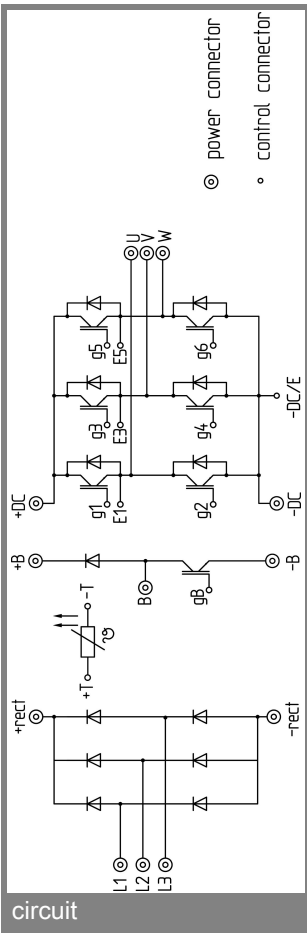 power connector
control connector
U
V
W
g5
E5
g6
g3
E3
g4
-DC/E
+DC
g1
E1
g2
-DC
+B
B
gB
-B
-T
+T
ϑ
+rect
-rect
L1
L2
L3
circuit